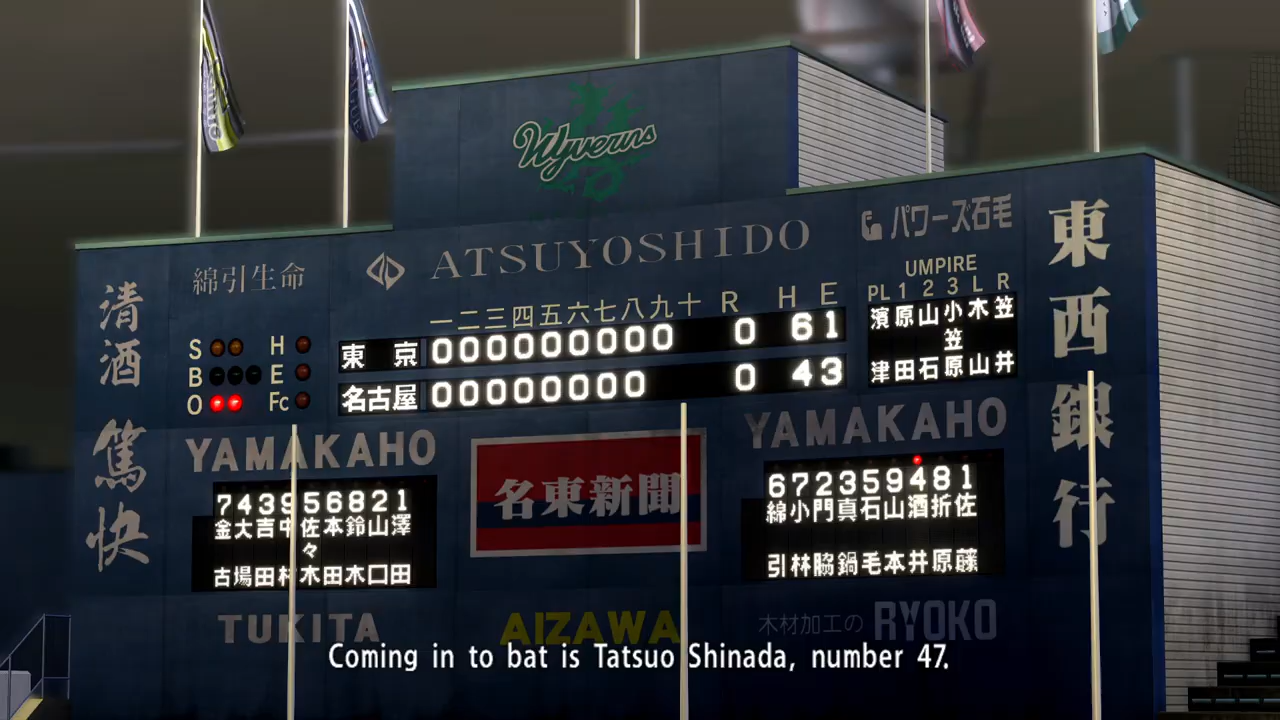 Wyverns
ATSUYOSHIDO
パワーズ石毛
綿引生命
清酒 篤快
東西銀行
UMPIRE
PL 1 2 3 L R
濱原山小木笠
笠
津田石原山井
一二三四五六七八九十 R H E
東京 000000000 0 6 1
名古屋 00000000 0 4 3
S H
B E
O Fc
YAMAKAHO
743956821
金大吉中佐本鈴山澤
々
古場田村木田木口田
名東新聞
YAMAKAHO
672359481
綿小門真石山酒折佐
引林脇鍋毛本井原藤
TUKITA
AIZAWA
木材加工のRYOKO
Coming in to bat is Tatsuo Shinada, number 47.